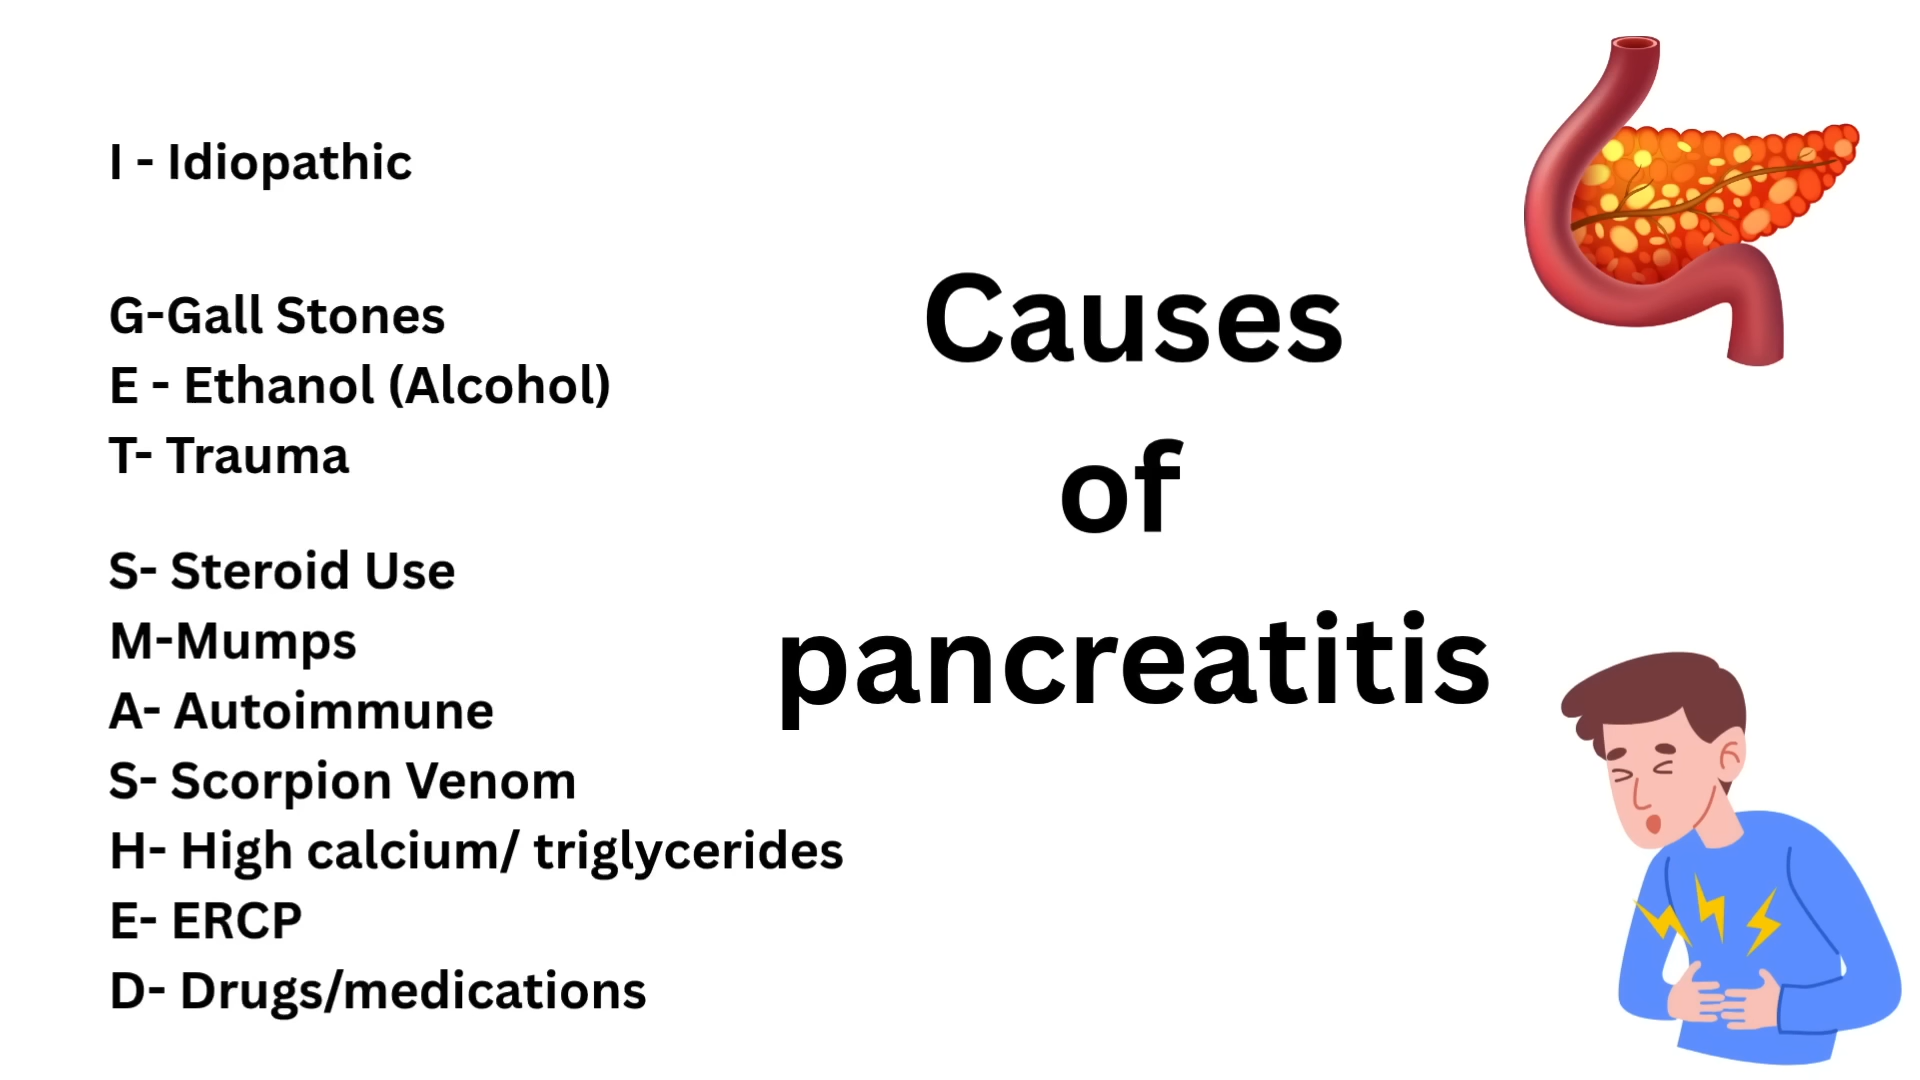 I - Idiopathic
G-Gall Stones
E - Ethanol (Alcohol)
T- Trauma
S- Steroid Use
M-Mumps
A- Autoimmune
S- Scorpion Venom
H- High calcium/ triglycerides
E- ERCP
D- Drugs/medications
Causes
of
pancreatitis